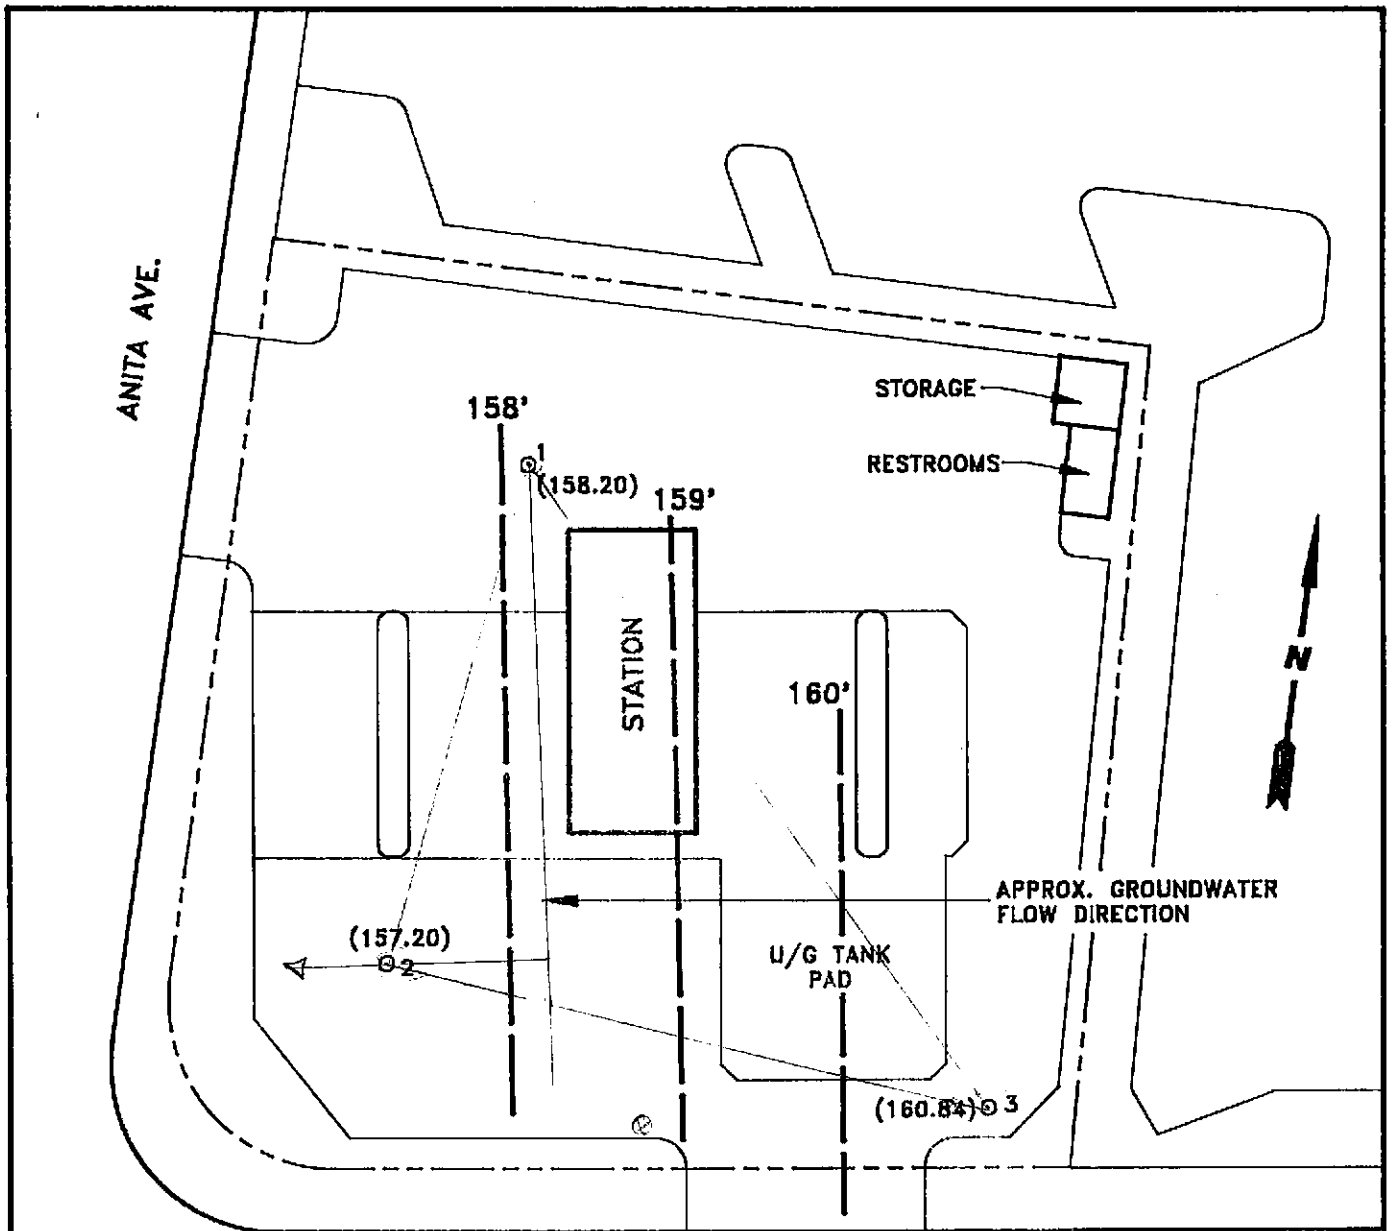 ANITA AVE.
STORAGE
158'
1
RESTROOMS
(158.20)
159'
STATION
N
160'
APPROX. GROUNDWATER
FLOW DIRECTION
(157.20)
2
U/G TANK
PAD
(160.84)
3